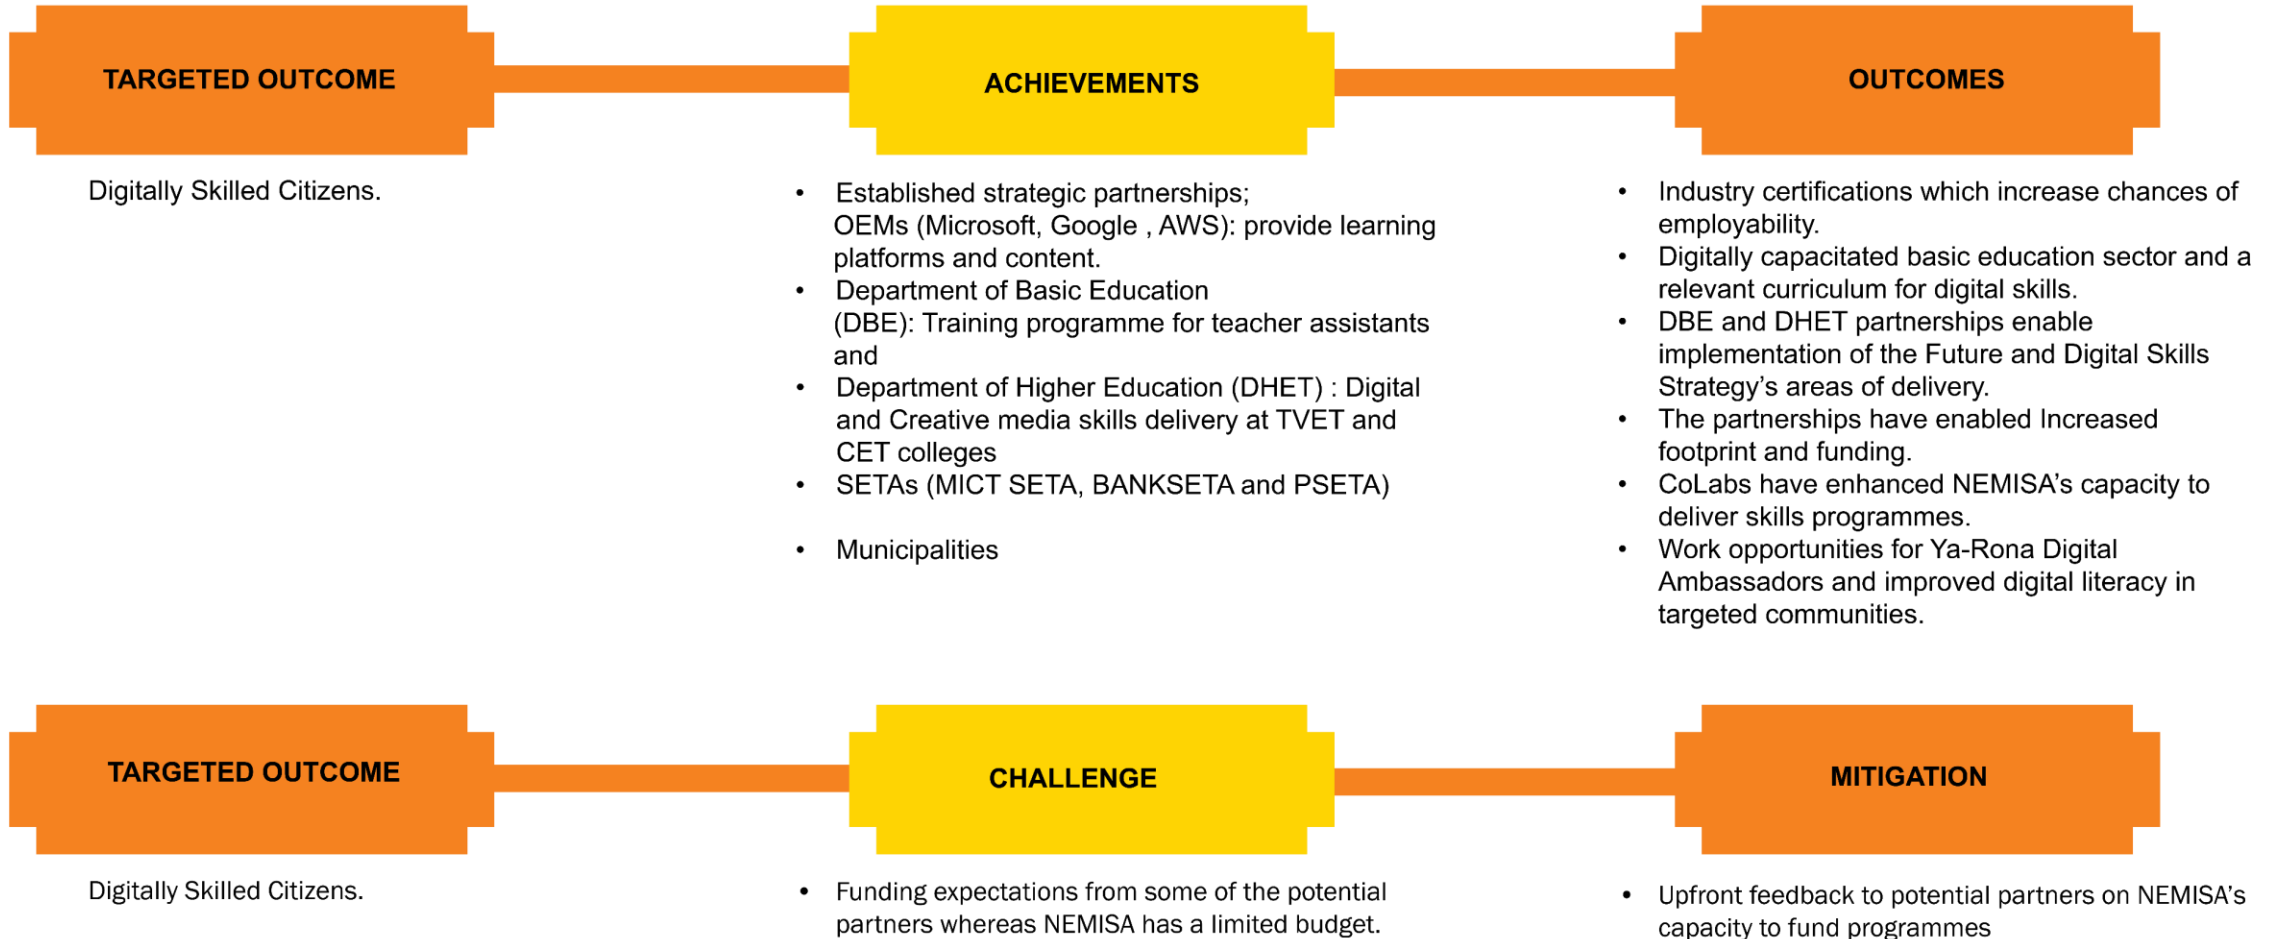 TARGETED OUTCOME
ACHIEVEMENTS
OUTCOMES
Digitally Skilled Citizens.
• Established strategic partnerships;
OEMs (Microsoft, Google , AWS): provide learning
platforms and content.
• Department of Basic Education
(DBE): Training programme for teacher assistants
and
• Department of Higher Education (DHET) : Digital
and Creative media skills delivery at TVET and
CET colleges
• SETAs (MICT SETA, BANKSETA and PSETA)
• Municipalities
• Industry certifications which increase chances of
employability.
• Digitally capacitated basic education sector and a
relevant curriculum for digital skills.
• DBE and DHET partnerships enable
implementation of the Future and Digital Skills
Strategy’s areas of delivery.
• The partnerships have enabled Increased
footprint and funding.
• CoLabs have enhanced NEMISA’s capacity to
deliver skills programmes.
• Work opportunities for Ya-Rona Digital
Ambassadors and improved digital literacy in
targeted communities.
TARGETED OUTCOME
CHALLENGE
MITIGATION
Digitally Skilled Citizens.
• Funding expectations from some of the potential
partners whereas NEMISA has a limited budget.
• Upfront feedback to potential partners on NEMISA’s
capacity to fund programmes